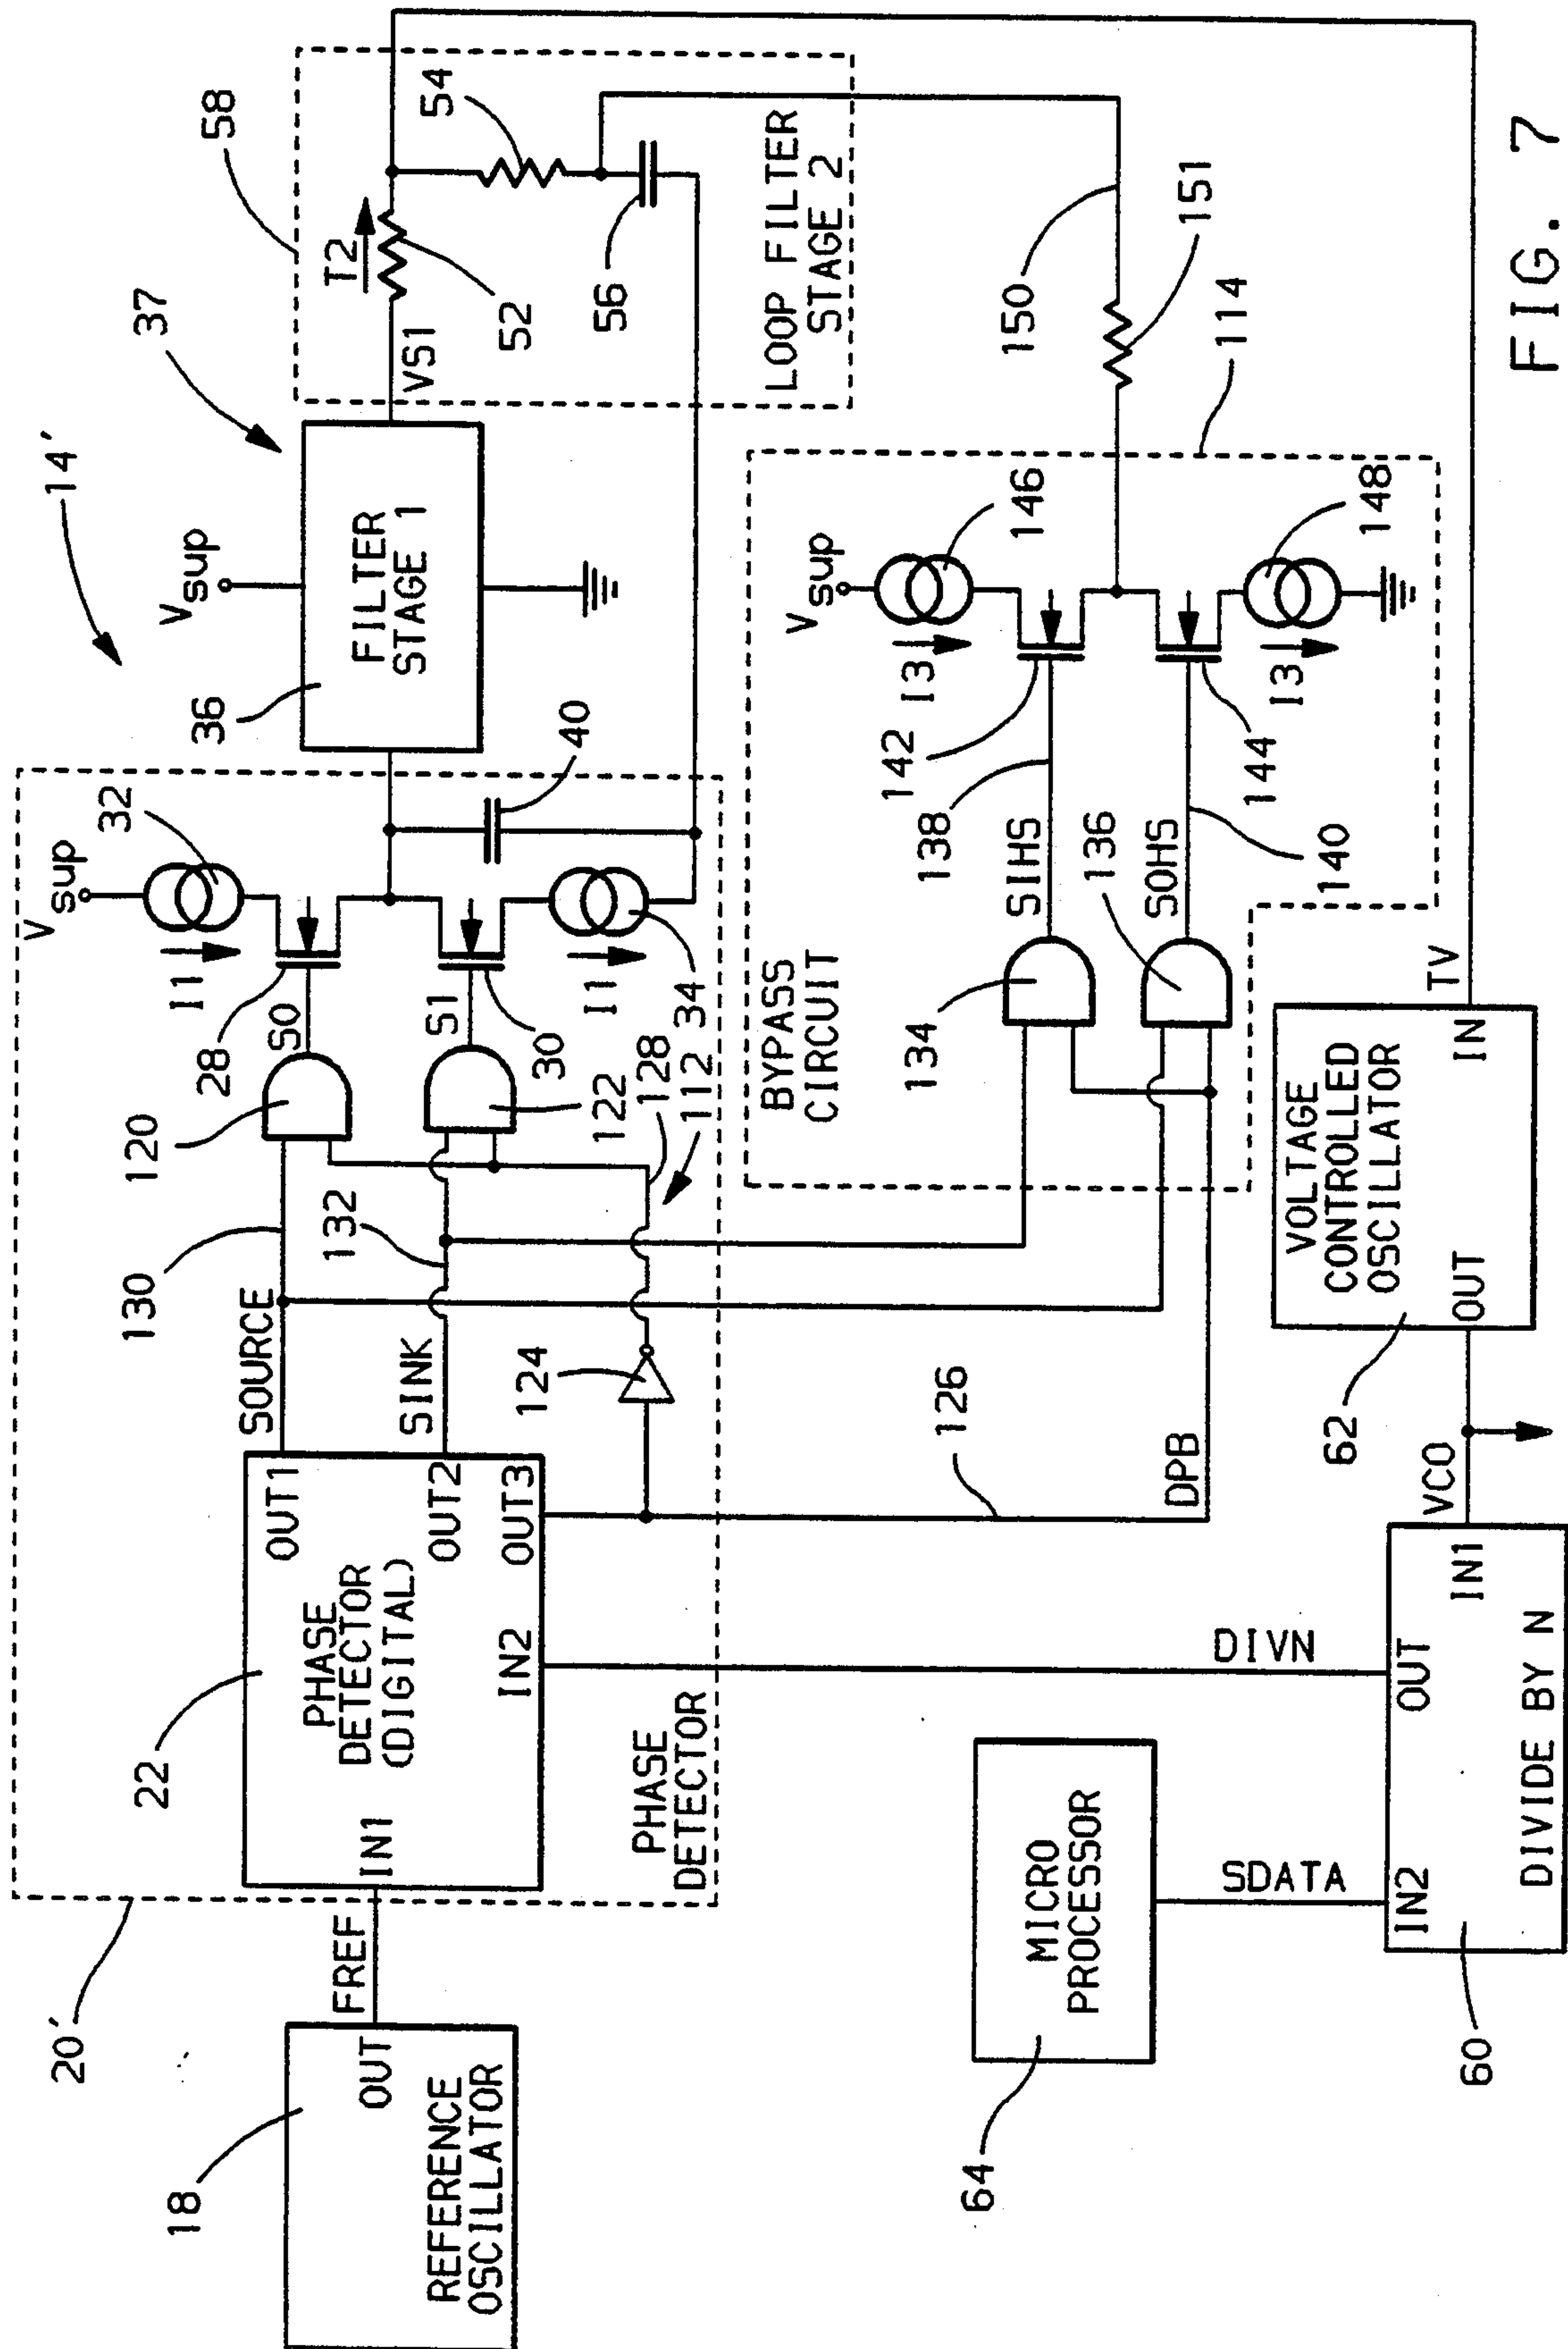 14'
58
37
Vsup
36
FILTER
STAGE 1
VS1
I2
52
54
56
LOOP FILTER
STAGE 2
20'
22
PHASE
DETECTOR
(DIGITAL)
IN1
IN2
OUT1
OUT2
OUT3
SOURCE
SINK
130
132
120
122
124
128
112
S0
S1
28
30
Vsup
32
I1
I1
34
40
PHASE
DETECTOR
18
OUT
REFERENCE
OSCILLATOR
FREF
126
DPB
DIVN
BYPASS
CIRCUIT
134
136
SIHS
138
SOHS
140
142
144
Vsup
146
I3
I3
148
150
151
114
64
MICRO
PROCESSOR
SDATA
IN2
OUT
IN1
DIVIDE BY N
60
VCO
62
VOLTAGE
CONTROLLED
OSCILLATOR
OUT
IN
TV
FIG. 7